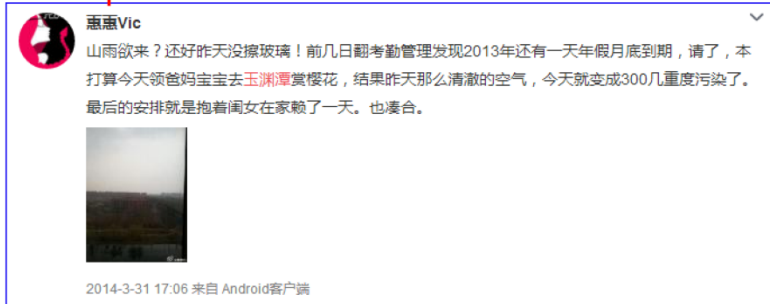 惠惠Vic
山雨欲来？还好昨天没擦玻璃！前几日翻考勤管理发现2013年还有一天年假月底到期，请了，本
打算今天领爸妈宝宝去玉渊潭赏樱花，结果昨天那么清澈的空气，今天就变成300几重度污染了。
最后的安排就是抱着闺女在家赖了一天。也凑合。
2014-3-31 17:06 来自 Android客户端